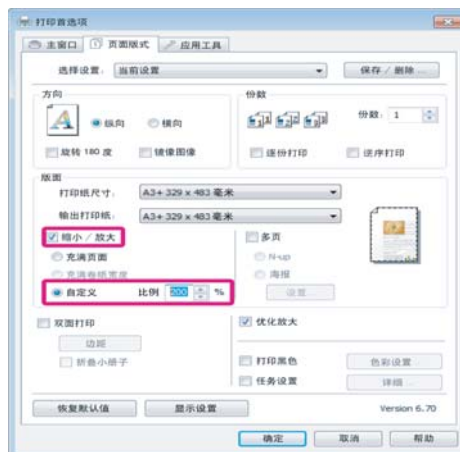 打印首选项
主窗口 页面版式 应用工具
选择设置: 当前设置 保存 / 删除 ...
方向 份数
纵向 横向 份数: 1
旋转 180 度 镜像图像 逐份打印 逆序打印
版面
打印纸尺寸: A3+ 329 x 483 毫米
输出打印纸: A3+ 329 x 483 毫米
缩小 / 放大 多页
充满页面 N-up
充满卷纸宽度 海报
自定义 比例 200 % 设置...
双面打印 优化放大
边距
折叠小册子 打印黑色 色彩设置...
任务设置 详细...
恢复默认值 显示设置 Version 6.70
确定 取消 帮助